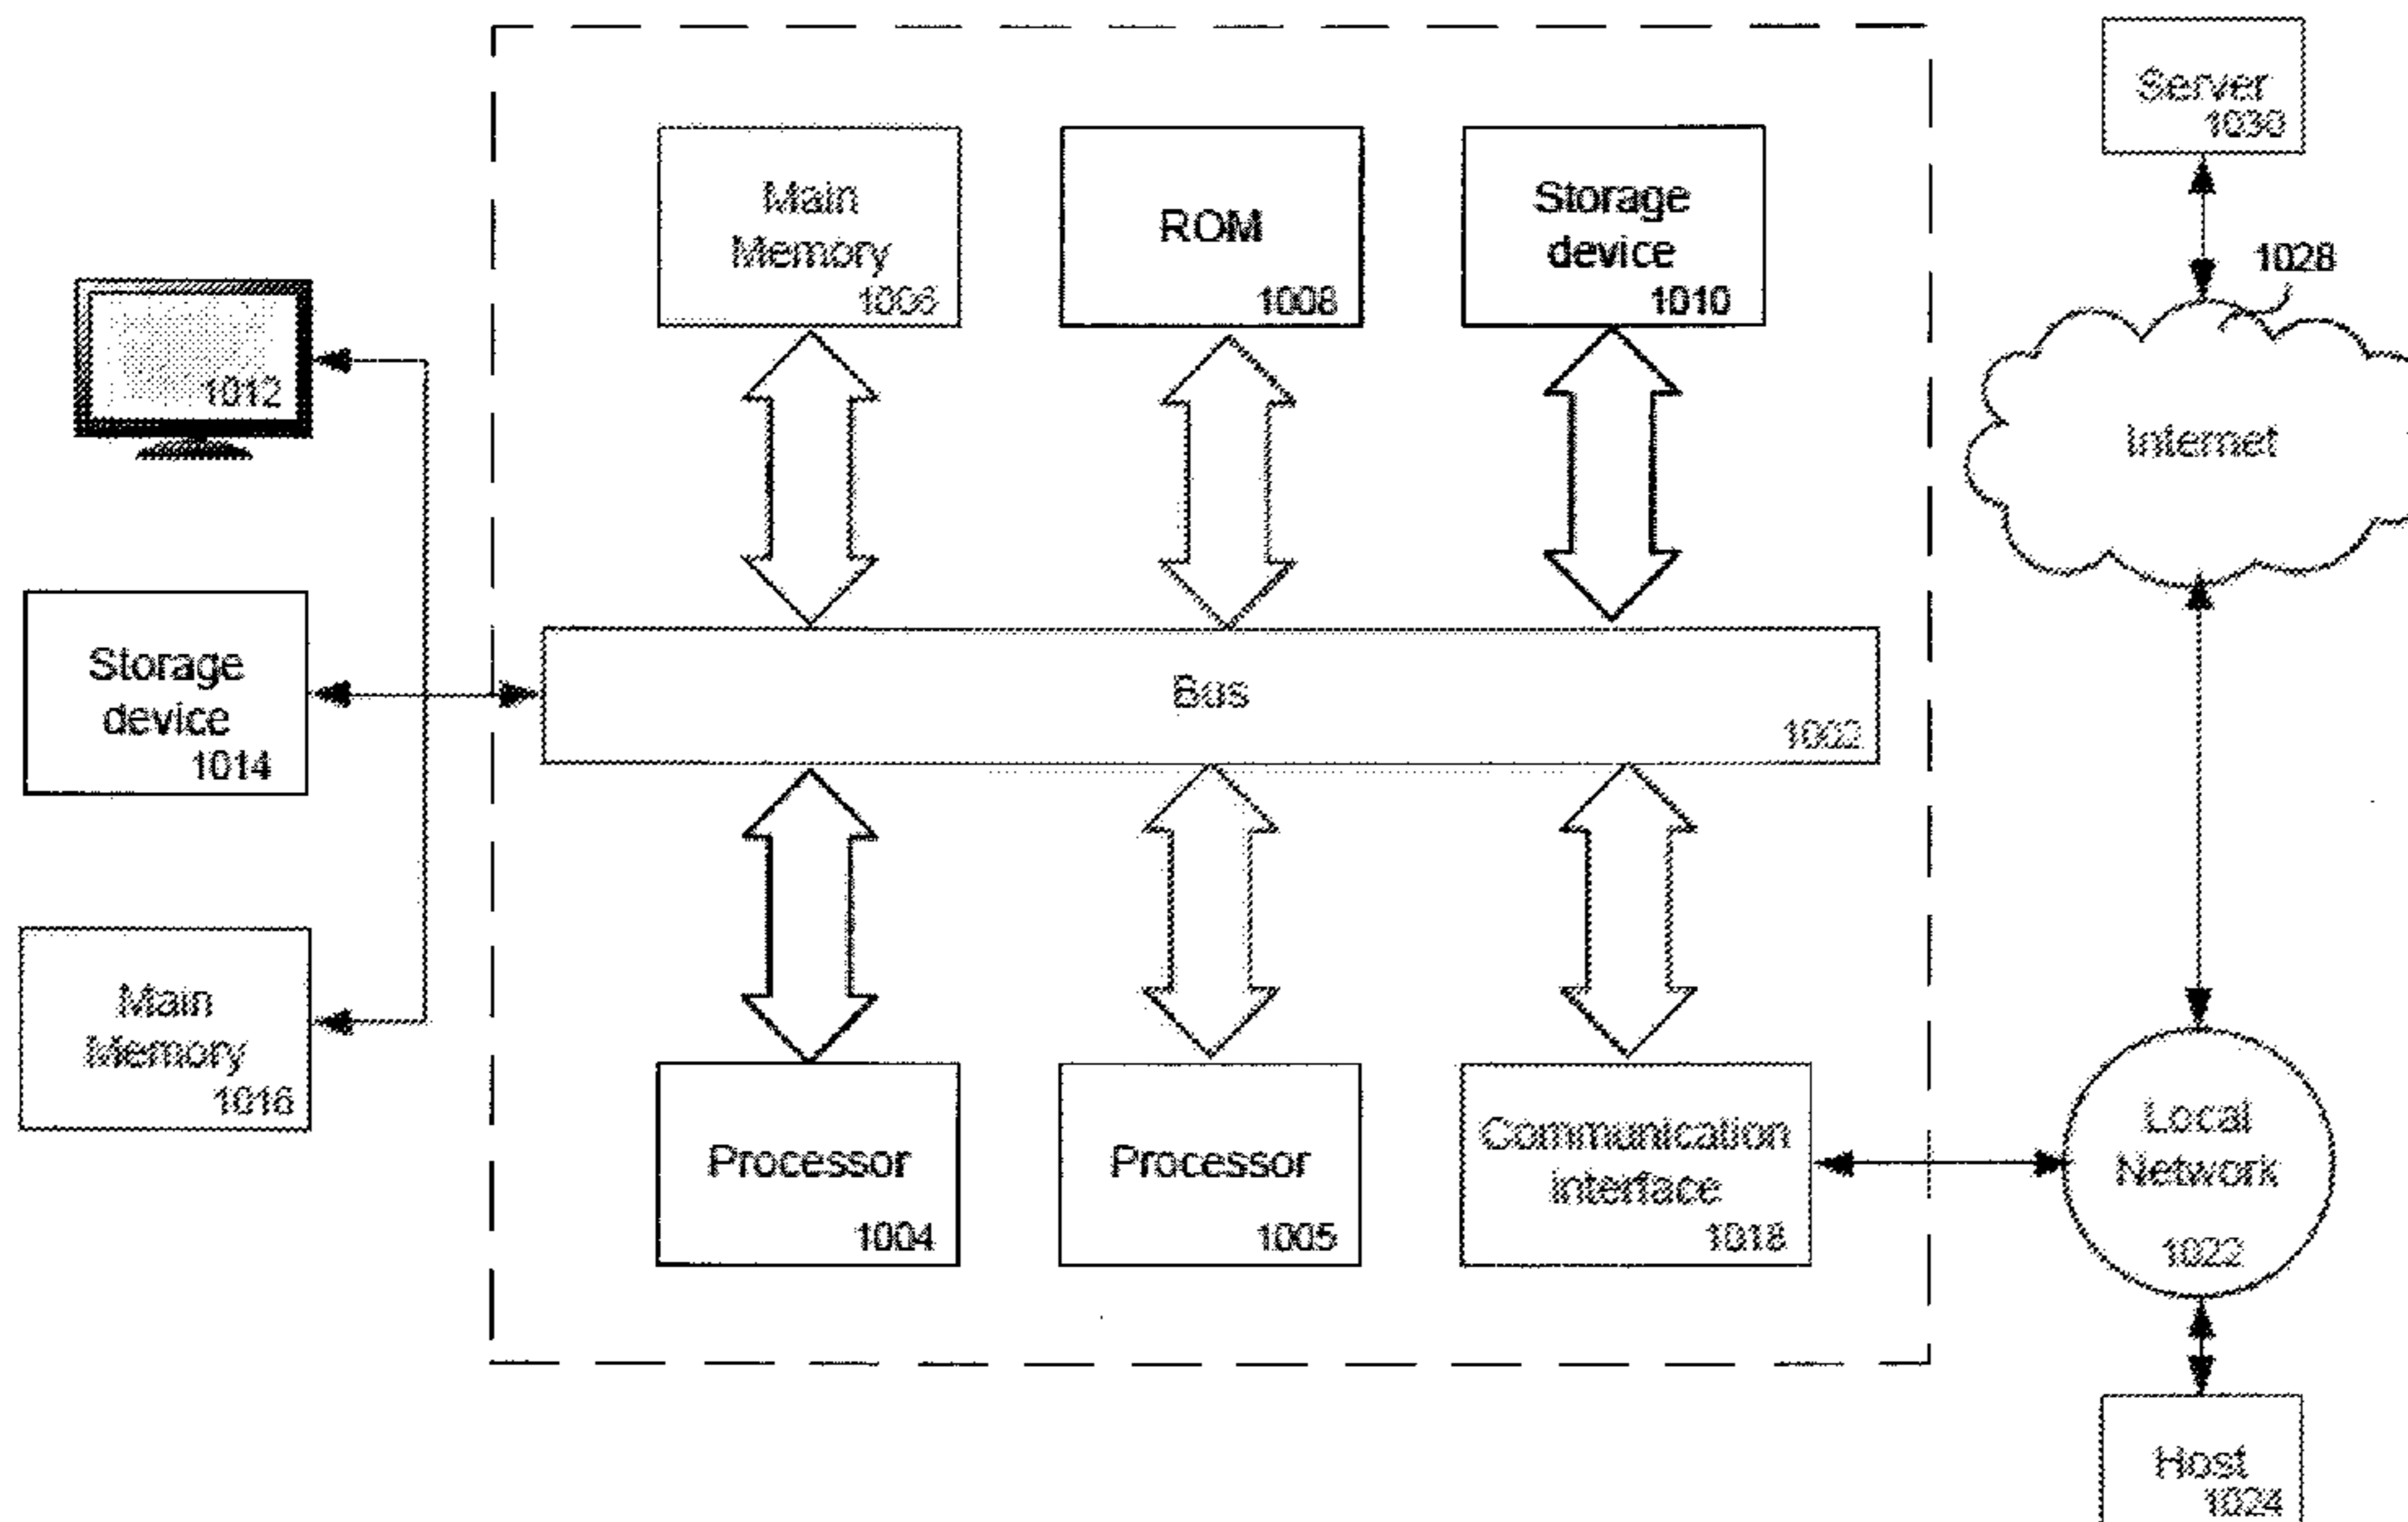 Server
1030
Main
Memory
1006
ROM
1008
Storage
device
1010
1028
1012
Internet
Storage
device
1014
Bus
1002
Main
Memory
1016
Processor
1004
Processor
1005
Communication
interface
1018
Local
Network
1022
Host
1024